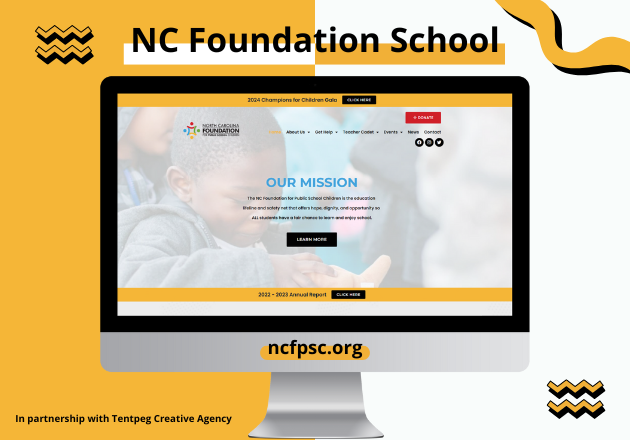 NC Foundation School
2024 Champions for Children Gala CLICK HERE
DONATE
NORTH CAROLINA
FOUNDATION
FOR PUBLIC SCHOOL CHILDREN
Home About Us Get Help Teacher Cadet Events News Contact
OUR MISSION
The NC Foundation for Public School Children is the education
lifeline and safety net that offers hope, dignity, and opportunity so
ALL students have a fair chance to learn and enjoy school.
LEARN MORE
2022 - 2023 Annual Report CLICK HERE
ncfpsc.org
In partnership with Tentpeg Creative Agency